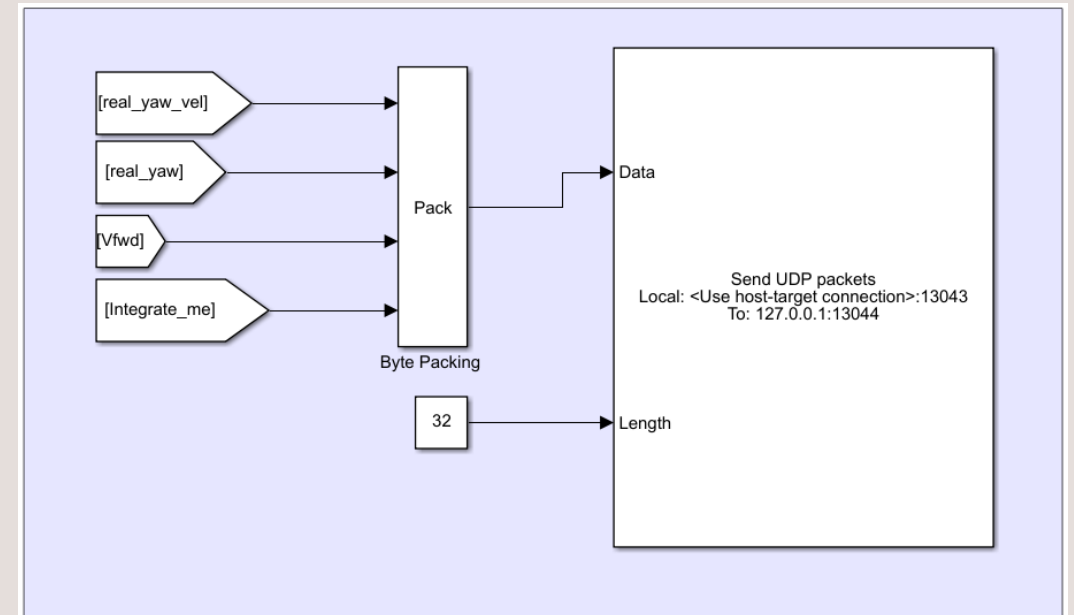 [real_yaw_vel]
[real_yaw]
[Vfwd]
[Integrate_me]
Pack
Byte Packing
32
Data
Send UDP packets
Local: <Use host-target connection>:13043
To: 127.0.0.1:13044
Length